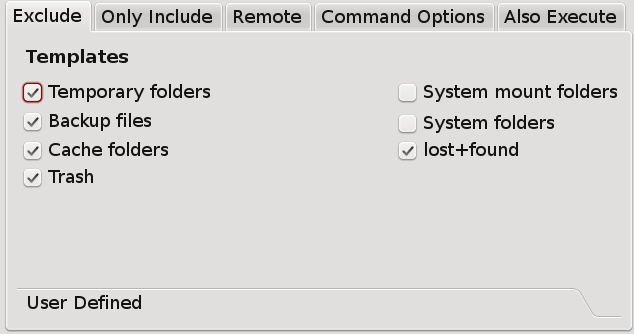 Exclude Only Include Remote Command Options Also Execute
Templates
Temporary folders System mount folders
Backup files System folders
Cache folders lost+found
Trash
User Defined